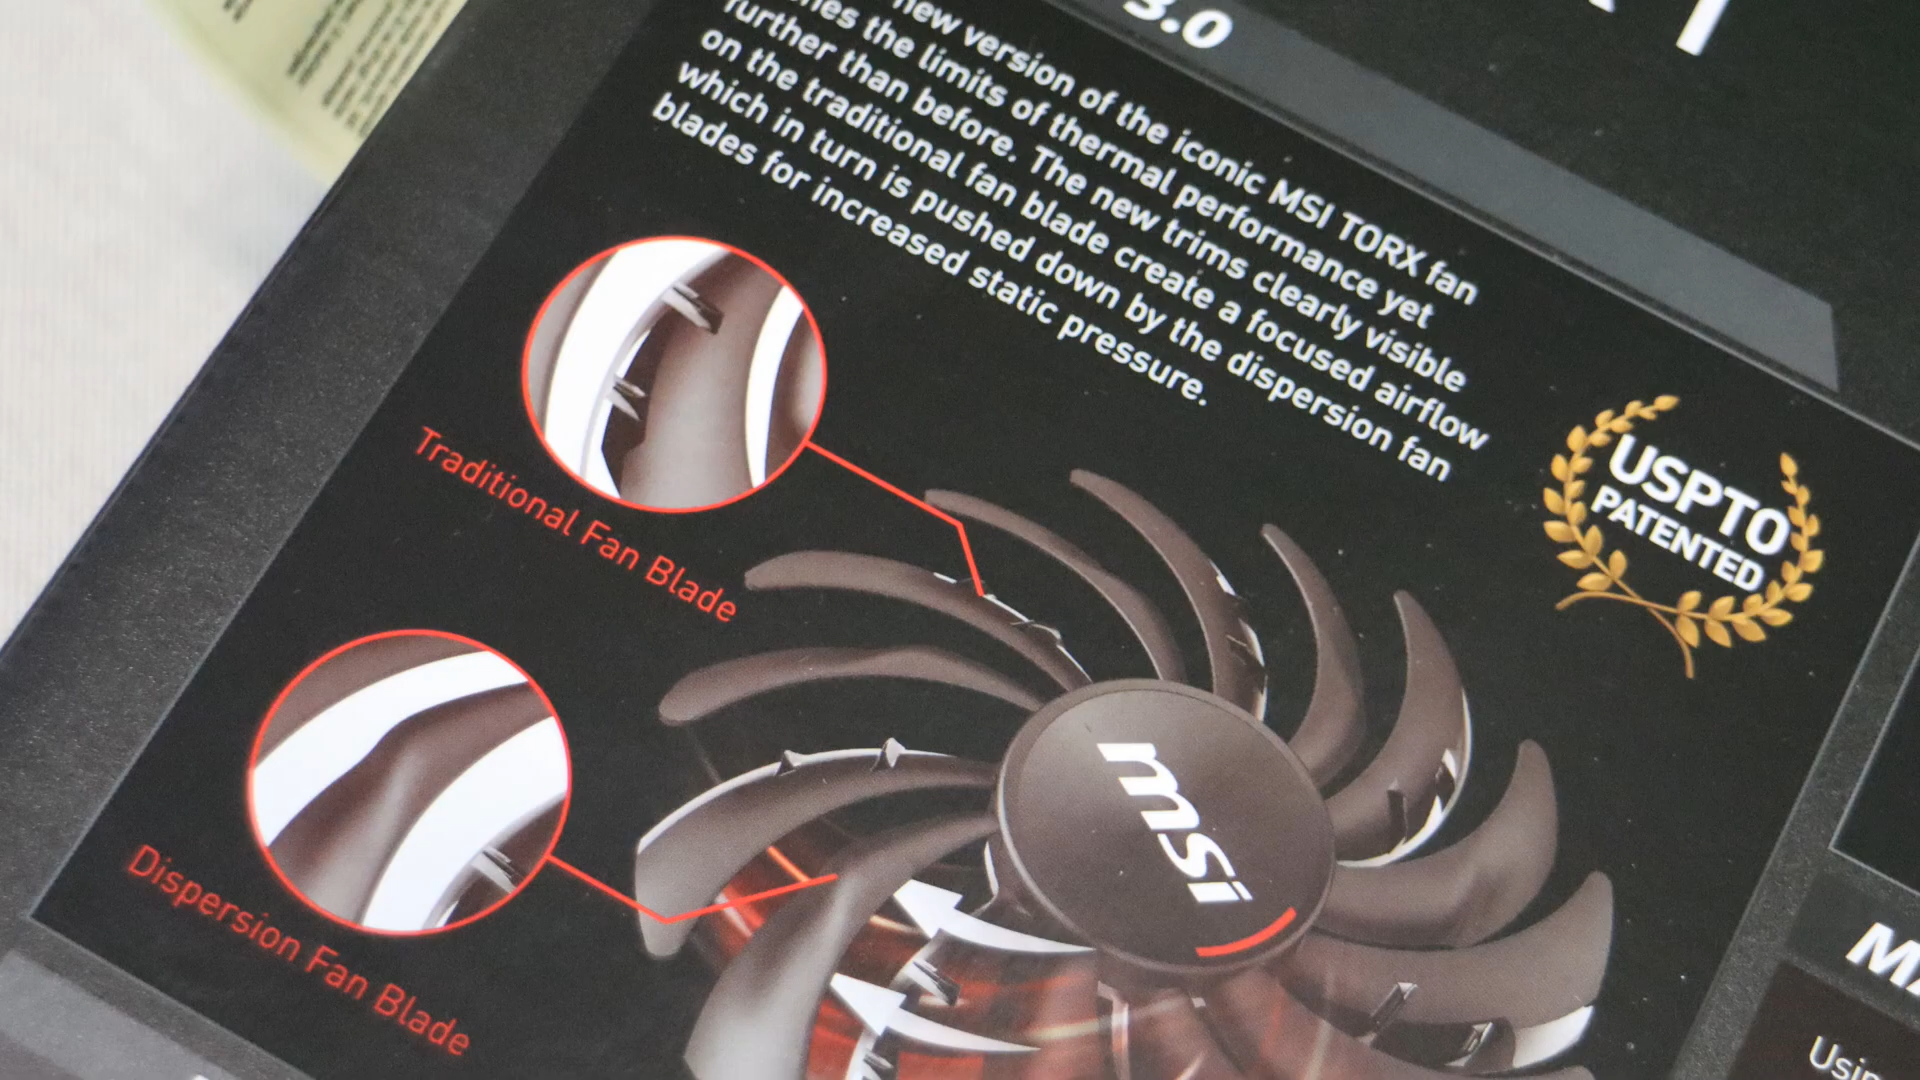 3.0
new version of the iconic MSI TORX fan
the limits of thermal performance yet
further than before. The new trims clearly visible
on the traditional fan blade create a focused airflow
which in turn is pushed down by the dispersion fan
blades for increased static pressure.
USPTO
PATENTED
Traditional Fan Blade
Dispersion Fan Blade
msi